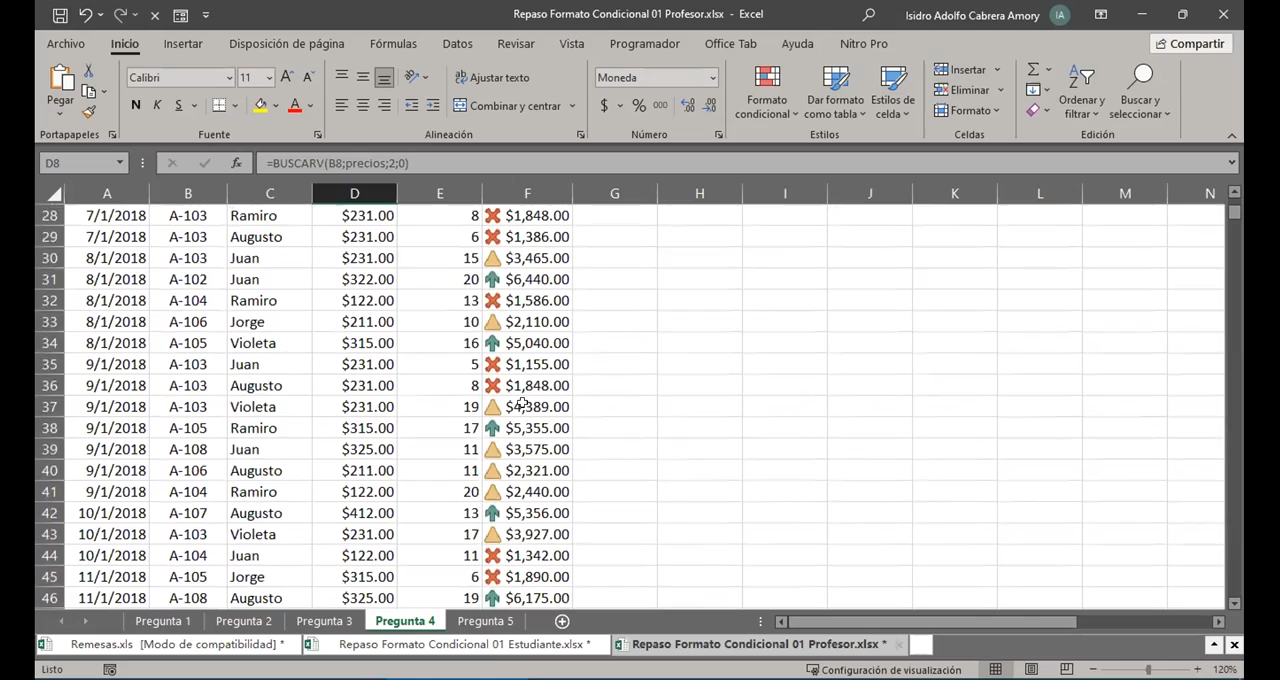 Repaso Formato Condicional 01 Profesor.xlsx - Excel
Isidro Adolfo Cabrera Amory IA
Archivo Inicio Insertar Disposición de página Fórmulas Datos Revisar Vista Programador Office Tab Ayuda Nitro Pro Compartir
Pegar
Calibri 11
N K S
Ajustar texto
Combinar y centrar
Moneda
$ % 000
Formato condicional
Dar formato como tabla
Estilos de celda
Insertar
Eliminar
Formato
Ordenar y filtrar
Buscar y seleccionar
Portapapeles Fuente Alineación Número Estilos Celdas Edición
D8 fx =BUSCARV(B8;precios;2;0)
A B C D E F G H I J K L M N
28 7/1/2018 A-103 Ramiro $231.00 8 $1,848.00
29 7/1/2018 A-103 Augusto $231.00 6 $1,386.00
30 8/1/2018 A-103 Juan $231.00 15 $3,465.00
31 8/1/2018 A-102 Juan $322.00 20 $6,440.00
32 8/1/2018 A-104 Ramiro $122.00 13 $1,586.00
33 8/1/2018 A-106 Jorge $211.00 10 $2,110.00
34 8/1/2018 A-105 Violeta $315.00 16 $5,040.00
35 9/1/2018 A-103 Juan $231.00 5 $1,155.00
36 9/1/2018 A-103 Augusto $231.00 8 $1,848.00
37 9/1/2018 A-103 Violeta $231.00 19 $4,389.00
38 9/1/2018 A-105 Ramiro $315.00 17 $5,355.00
39 9/1/2018 A-108 Juan $325.00 11 $3,575.00
40 9/1/2018 A-106 Augusto $211.00 11 $2,321.00
41 9/1/2018 A-104 Ramiro $122.00 20 $2,440.00
42 10/1/2018 A-107 Augusto $412.00 13 $5,356.00
43 10/1/2018 A-103 Violeta $231.00 17 $3,927.00
44 10/1/2018 A-104 Juan $122.00 11 $1,342.00
45 11/1/2018 A-105 Jorge $315.00 6 $1,890.00
46 11/1/2018 A-108 Augusto $325.00 19 $6,175.00
Pregunta 1 Pregunta 2 Pregunta 3 Pregunta 4 Pregunta 5
Remesas.xls [Modo de compatibilidad] * Repaso Formato Condicional 01 Estudiante.xlsx * Repaso Formato Condicional 01 Profesor.xlsx *
Listo Configuración de visualización 120%